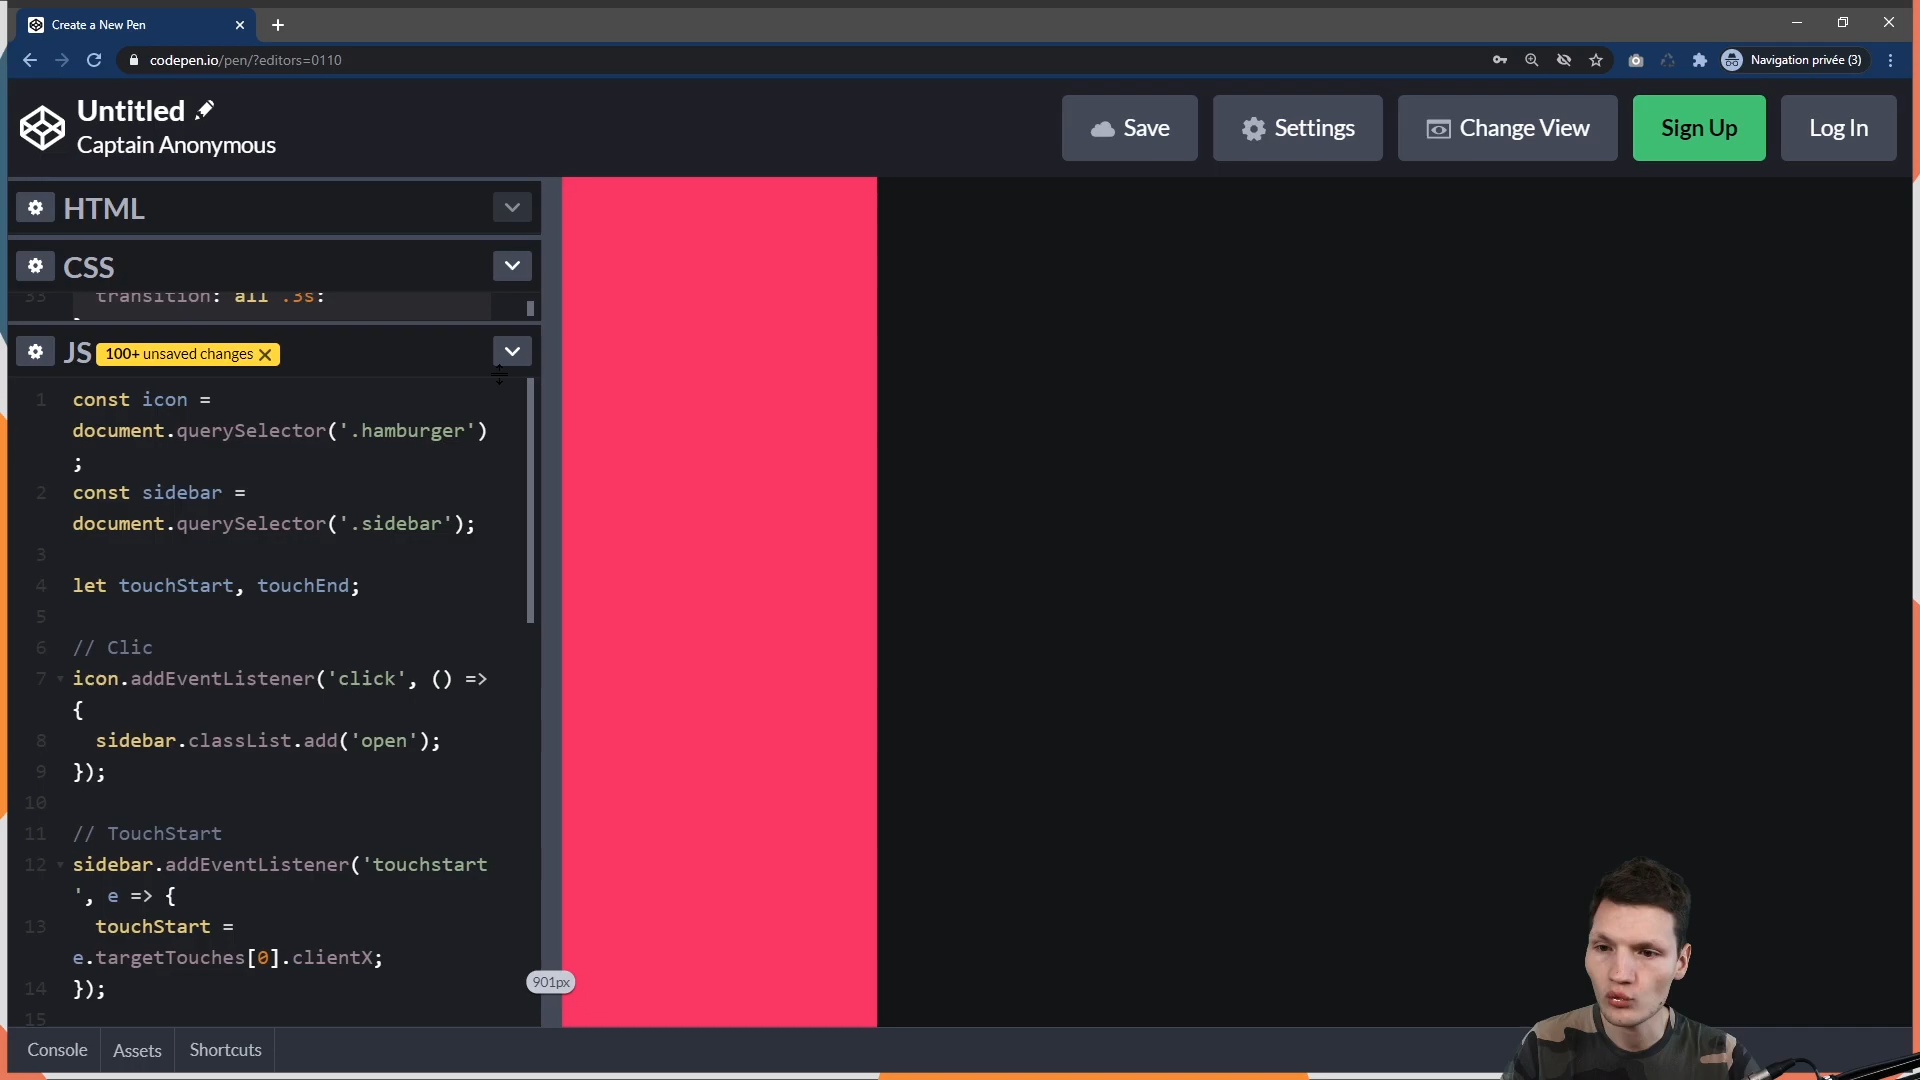 Create a New Pen
codepen.io/pen/?editors=0110
Navigation privée (3)
Untitled
Captain Anonymous
Save
Settings
Change View
Sign Up
Log In
HTML
CSS
33 transition: all .3s;
JS 100+ unsaved changes
1 const icon =
document.querySelector('.hamburger')
;
2 const sidebar =
document.querySelector('.sidebar');
3
4 let touchStart, touchEnd;
5
6 // Clic
7 icon.addEventListener('click', () =>
{
8 sidebar.classList.add('open');
9 });
10
11 // TouchStart
12 sidebar.addEventListener('touchstart
', e => {
13 touchStart =
e.targetTouches[0].clientX;
14 });
15
901px
Console
Assets
Shortcuts